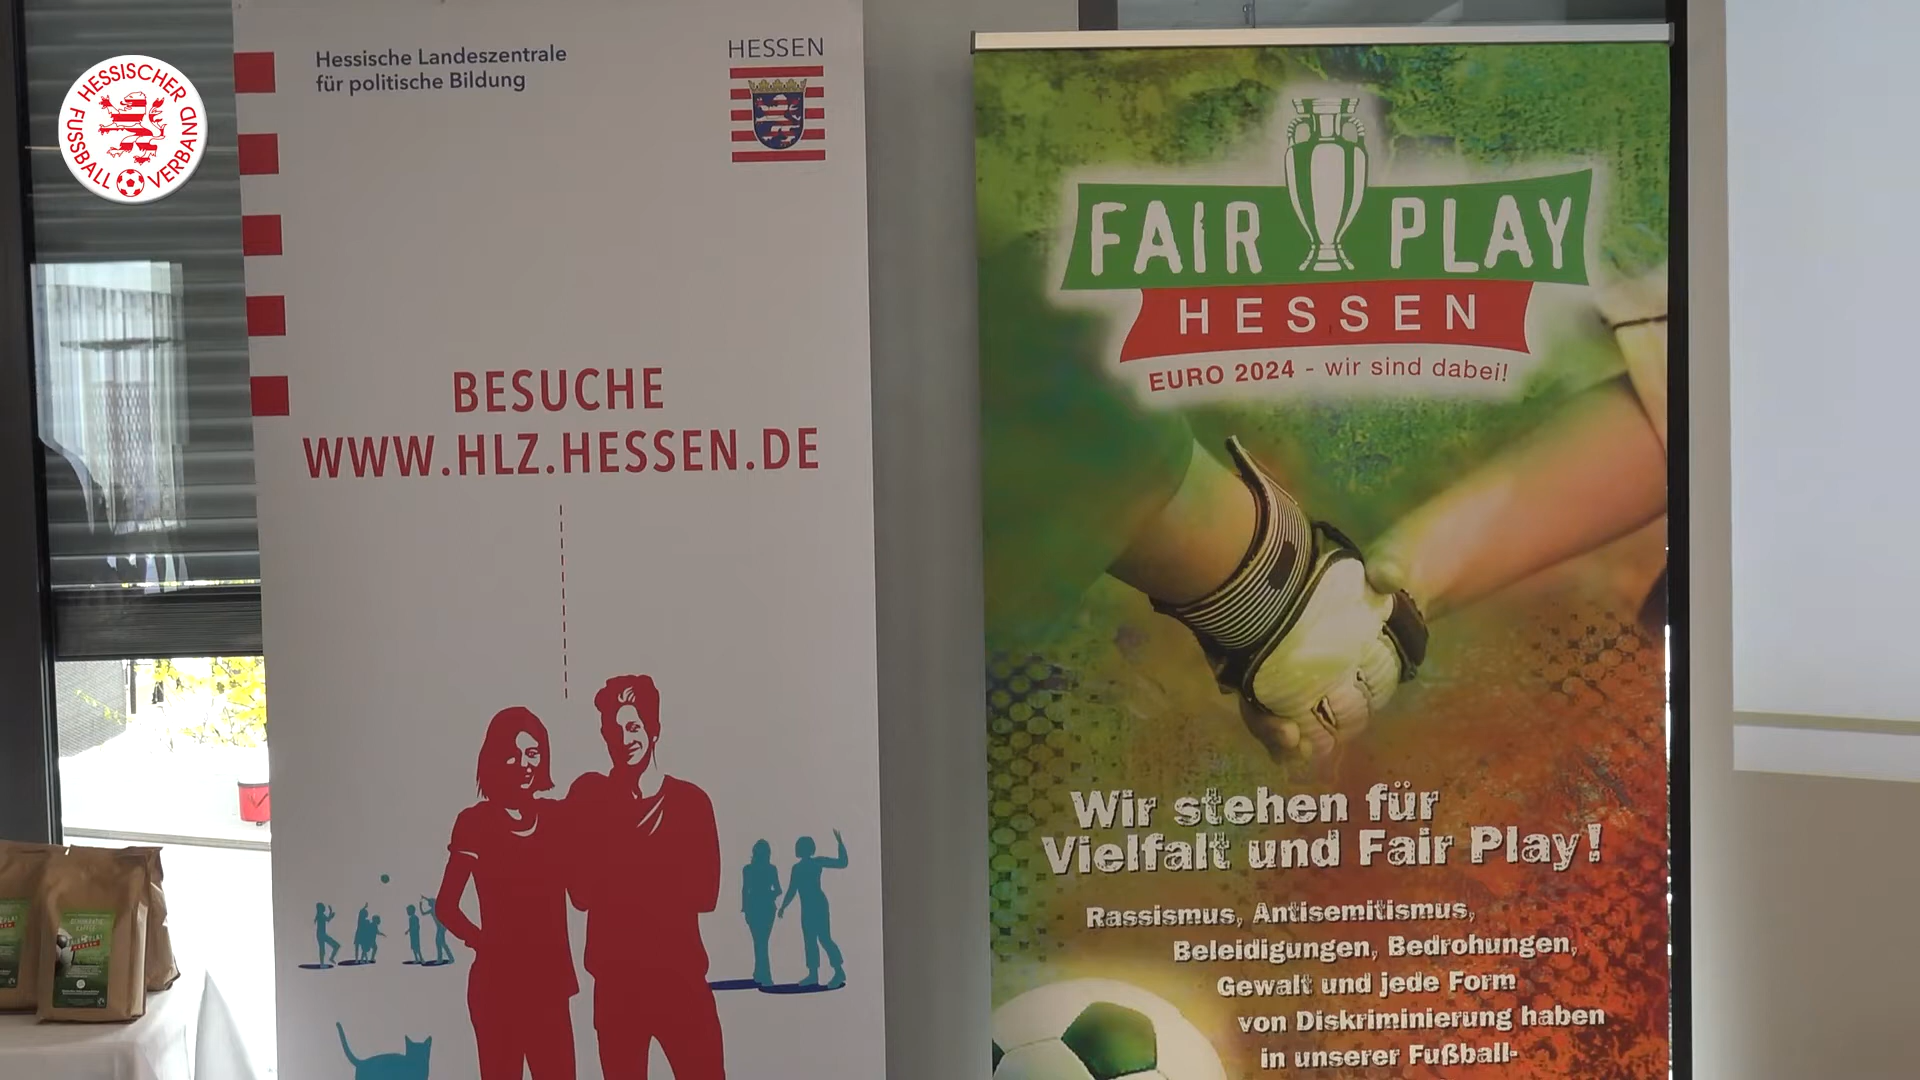 HESSISCHER
FUSSBALL VERBAND
Hessische Landeszentrale
für politische Bildung
HESSEN
BESUCHE
WWW.HLZ.HESSEN.DE
FAIR PLAY
HESSEN
EURO 2024 - wir sind dabei!
Wir stehen für
Vielfalt und Fair Play!
Rassismus, Antisemitismus,
Beleidigungen, Bedrohungen,
Gewalt und jede Form
von Diskriminierung haben
in unserer Fußball-